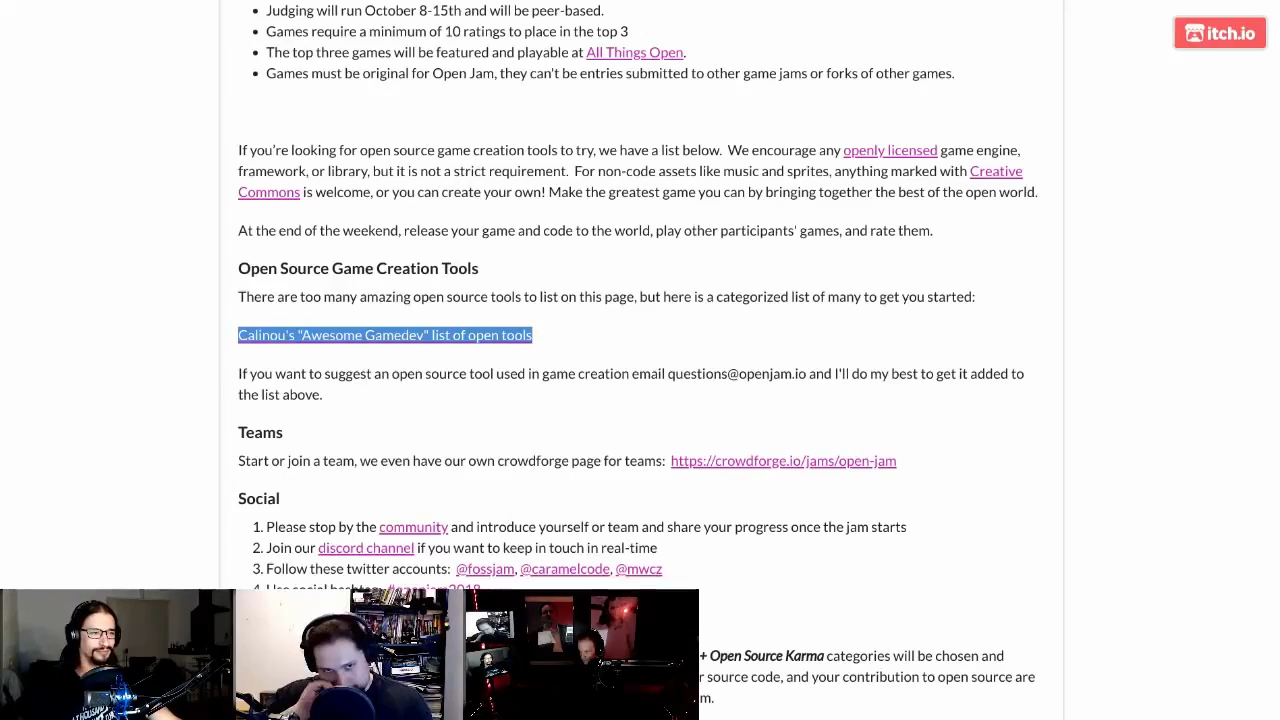 Judging will run October 8-15th and will be peer-based.
itch.io
Games require a minimum of 10 ratings to place in the top 3
The top three games will be featured and playable at All Things Open.
Games must be original for Open Jam, they can't be entries submitted to other game jams or forks of other games.
If you're looking for open source game creation tools to try, we have a list below. We encourage any openly licensed game engine,
framework, or library, but it is not a strict requirement. For non-code assets like music and sprites, anything marked with Creative
Commons is welcome, or you can create your own! Make the greatest game you can by bringing together the best of the open world.
At the end of the weekend, release your game and code to the world, play other participants' games, and rate them.
Open Source Game Creation Tools
There are too many amazing open source tools to list on this page, but here is a categorized list of many to get you started:
Calinou's "Awesome Gamedev" list of open tools
If you want to suggest an open source tool used in game creation email questions@openjam.io and I'll do my best to get it added to
the list above.
Teams
Start or join a team, we even have our own crowdforge page for teams: https://crowdforge.io/jams/open-jam
Social
1. Please stop by the community and introduce yourself or team and share your progress once the jam starts
2. Join our discord channel if you want to keep in touch in real-time
3. Follow these twitter accounts: @fossjam, @caramelcode, @mwcz
4. Use social hashtag: #openjam2018
+ Open Source Karma categories will be chosen and
r source code, and your contribution to open source are
m.